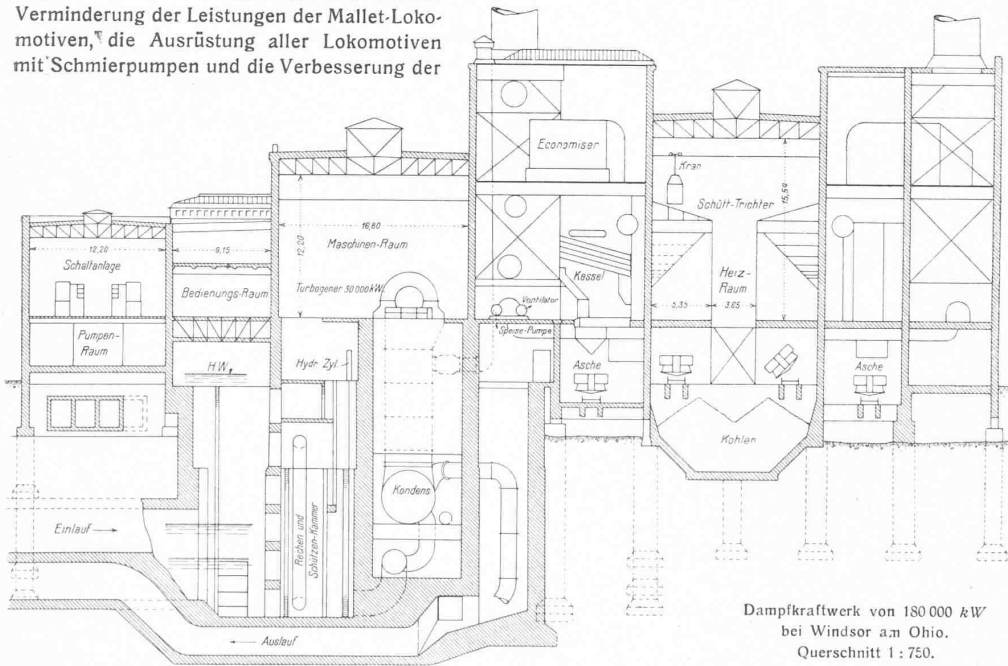 Verminderung der Leistungen der Mallet-Loko-
motiven, die Ausrüstung aller Lokomotiven
mit Schmierpumpen und die Verbesserung der
Economiser
Kran
Schütt-Trichter
15,59
16,80
12,20
Maschinen-Raum
12,20
9,15
Schaltanlage
Bedienungs-Raum
Turbogener 30000 kW.
Kessel
Heiz-
Raum
Ventilator
5,35
3,65
Speise-Pumpe
Pumpen-
Raum
H.W.
Hydr Zyl.
Asche
Asche
Kohlen
Kondens.
Einlauf
Rechen und
Schützen-Kammer
Auslauf
Dampfkraftwerk von 180 000 kW
bei Windsor am Ohio.
Querschnitt 1 : 750.